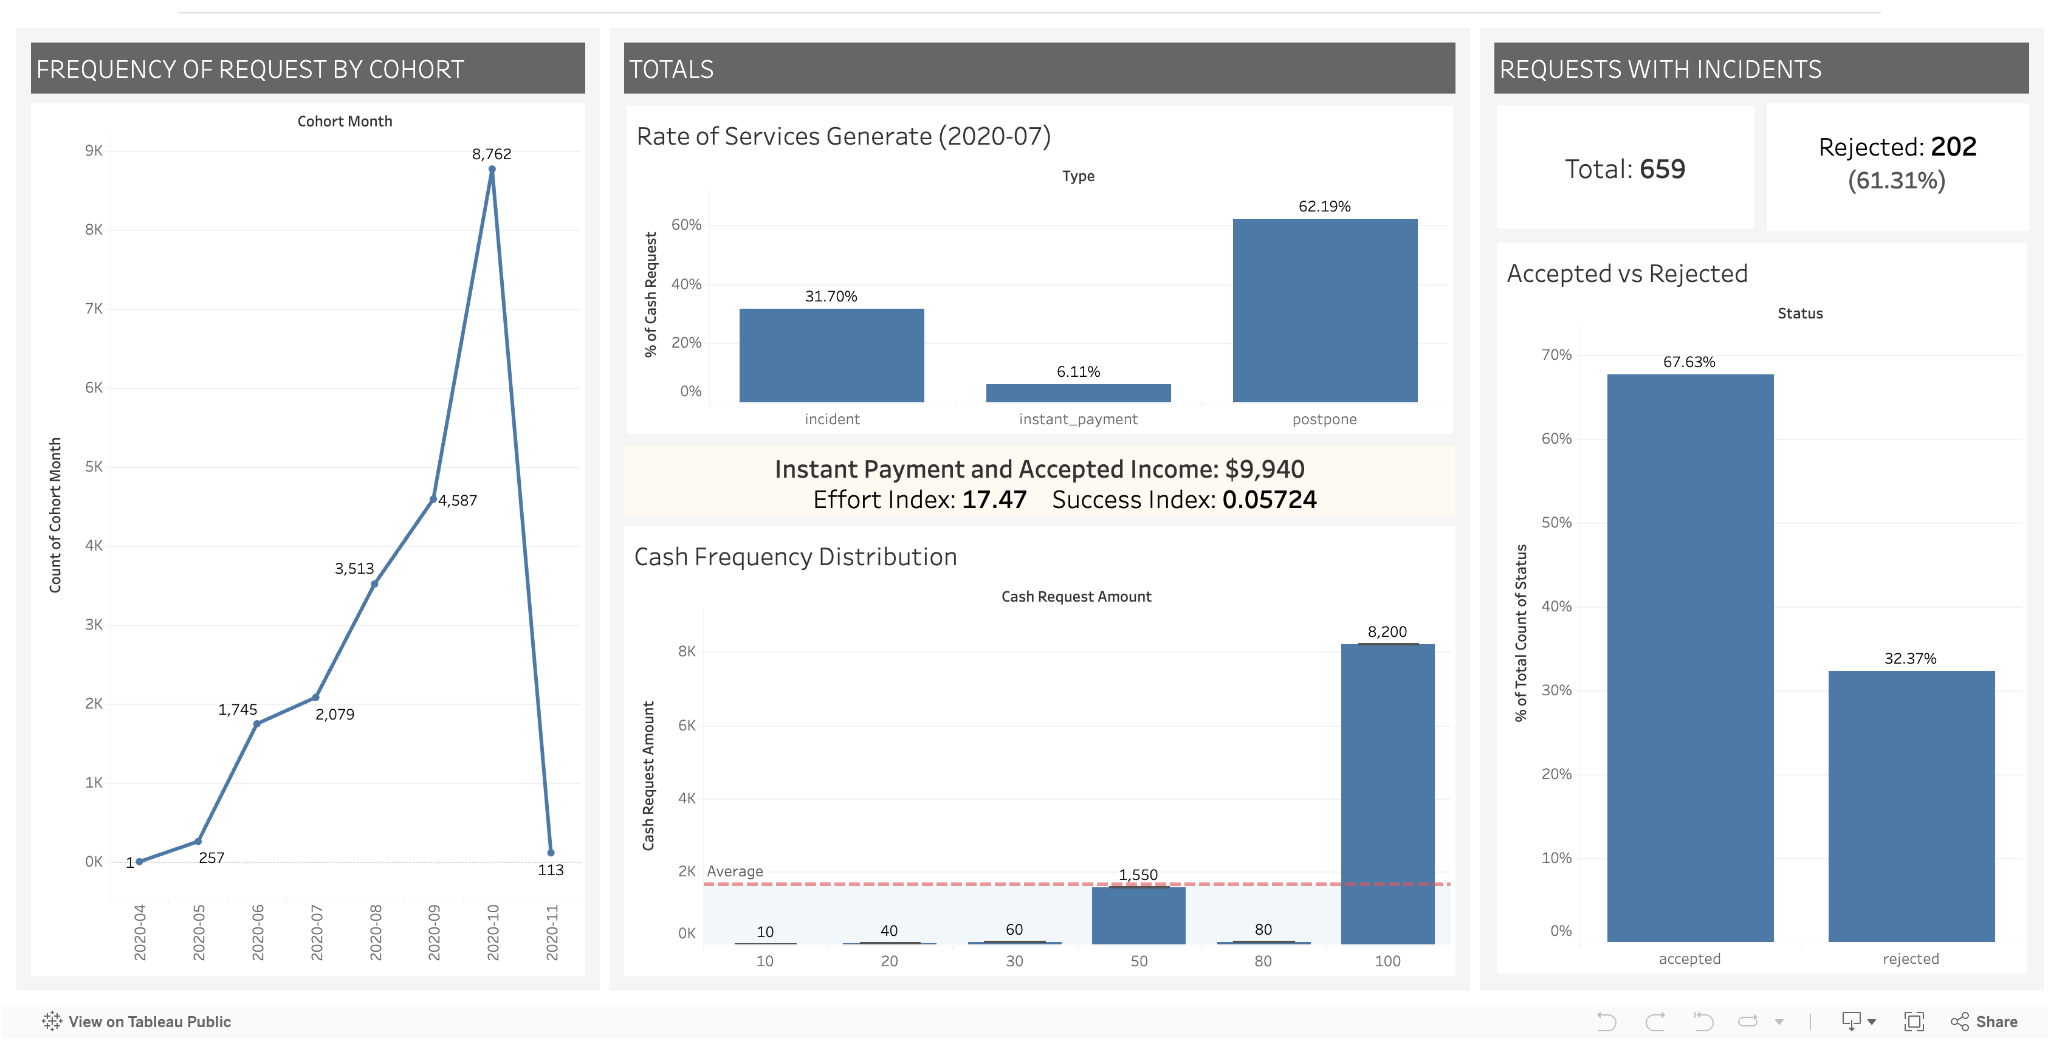 FREQUENCY OF REQUEST BY COHORT
Cohort Month
9K
8K
7K
6K
5K
4K
3K
2K
1K
0K
Count of Cohort Month
1
257
1,745
2,079
3,513
4,587
8,762
113
2020-04
2020-05
2020-06
2020-07
2020-08
2020-09
2020-10
2020-11
TOTALS
Rate of Services Generate (2020-07)
Type
% of Cash Request
60%
40%
20%
0%
31.70%
6.11%
62.19%
incident
instant_payment
postpone
Instant Payment and Accepted Income: $9,940
Effort Index: 17.47 Success Index: 0.05724
Cash Frequency Distribution
Cash Request Amount
Cash Request Amount
8K
6K
4K
2K
0K
Average
10
40
60
1,550
80
8,200
10
20
30
50
80
100
REQUESTS WITH INCIDENTS
Total: 659
Rejected: 202
(61.31%)
Accepted vs Rejected
Status
% of Total Count of Status
70%
60%
50%
40%
30%
20%
10%
0%
67.63%
32.37%
accepted
rejected
View on Tableau Public
Share